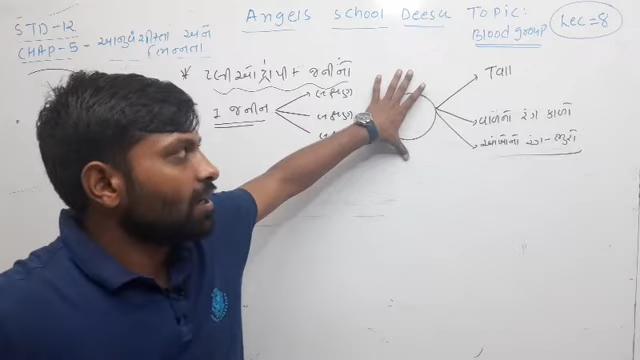 STD-12
Angels school Deesa
Topic: Blood group
Lec=8
CHAP-5 - આનુવંશિકતા અને ભિન્નતા
* પ્લીઓટ્રોપીક જનીનો
1 જનીન
લક્ષણ
લક્ષણ
Tall
વાળનો રંગ કાળો
આંખોનો રંગ - ભુરો